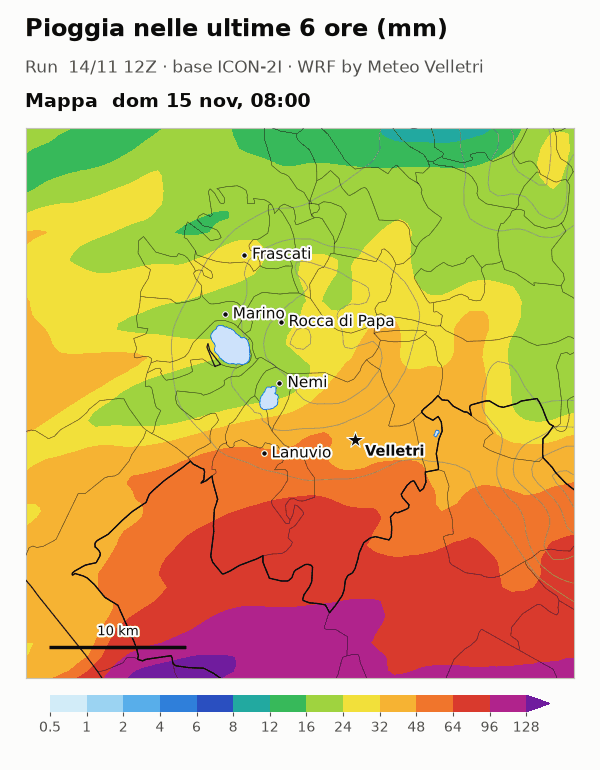 Pioggia nelle ultime 6 ore (mm)
Run  14/11 12Z · base ICON-2I · WRF by Meteo Velletri
Mappa  dom 15 nov, 08:00
Frascati
Marino
Rocca di Papa
Nemi
Velletri
Lanuvio
10 km
0.5 1 2 4 6 8 12 16 24 32 48 64 96 128